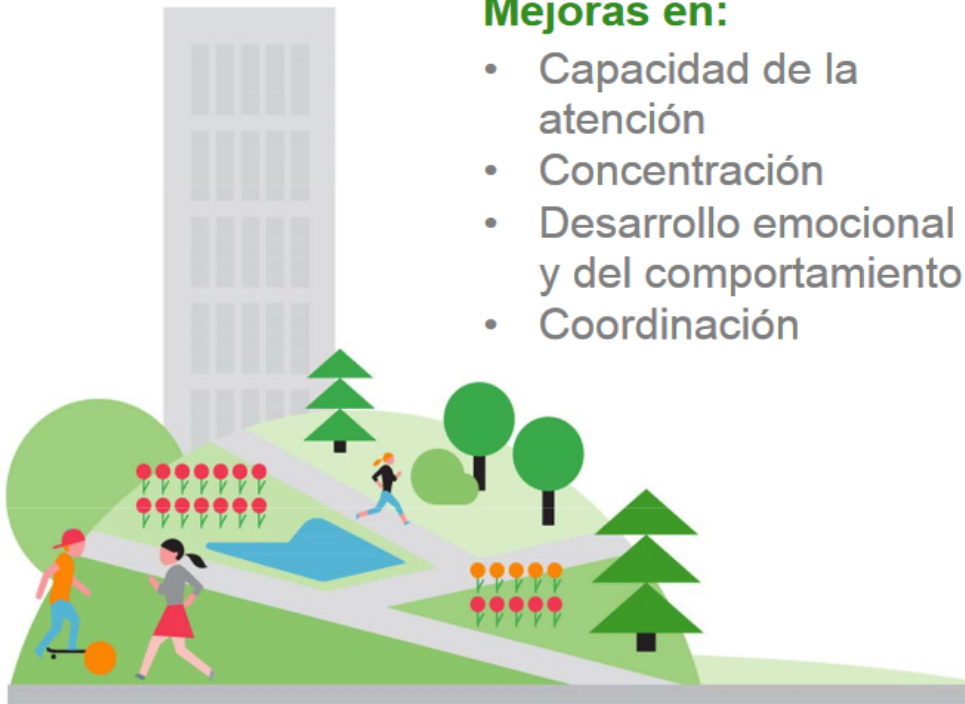 Mejoras en:
• Capacidad de la
atención
• Concentración
• Desarrollo emocional
y del comportamiento
• Coordinación